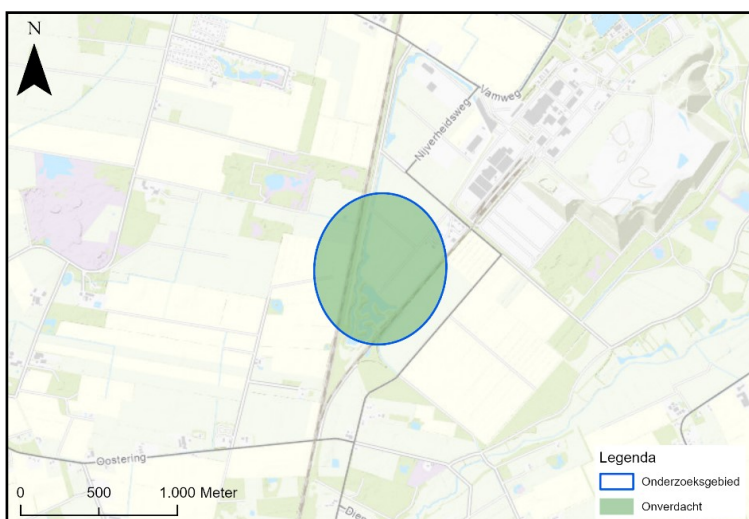 N
Vamweg
Nijverheidsweg
Oostering
Legenda
Onderzoeksgebied
Onverdacht
0 500 1.000 Meter